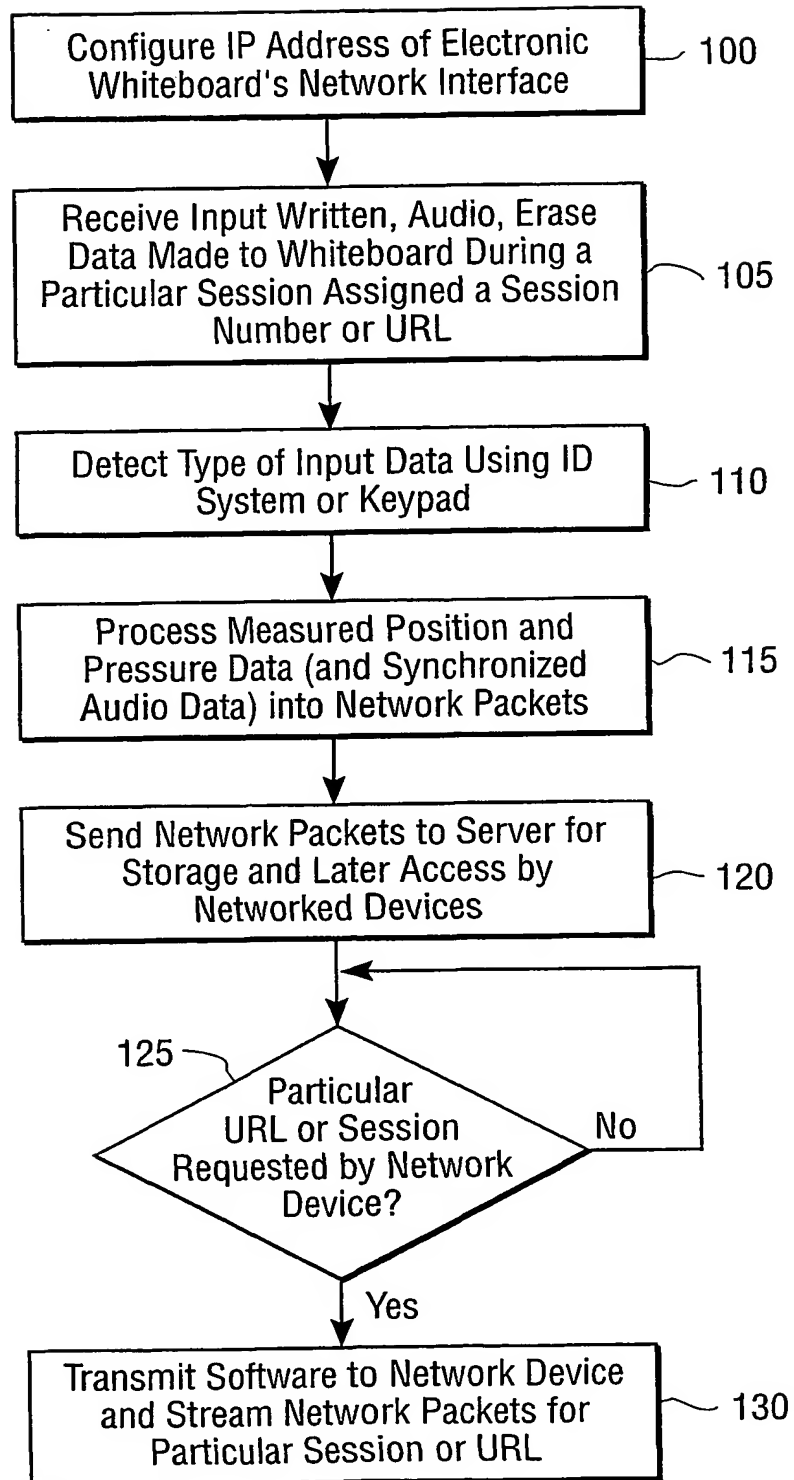 Configure IP Address of Electronic
Whiteboard's Network Interface
100
Receive Input Written, Audio, Erase
Data Made to Whiteboard During a
Particular Session Assigned a Session
Number or URL
105
Detect Type of Input Data Using ID
System or Keypad
110
Process Measured Position and
Pressure Data (and Synchronized
Audio Data) into Network Packets
115
Send Network Packets to Server for
Storage and Later Access by
Networked Devices
120
125
Particular
URL or Session
Requested by Network
Device?
No
Yes
Transmit Software to Network Device
and Stream Network Packets for
Particular Session or URL
130